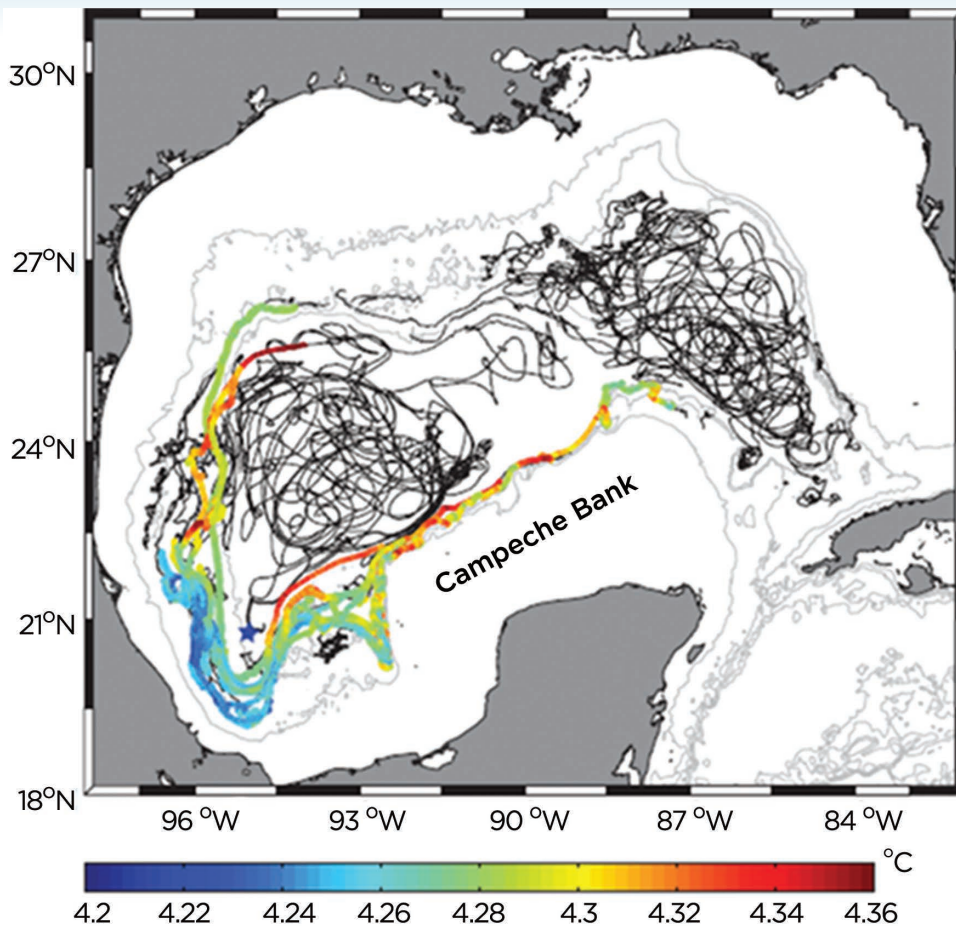 30°N
27°N
24°N
21°N
18°N
Campeche Bank
96 °W 93 °W 90 °W 87 °W 84 °W
°C
4.2 4.22 4.24 4.26 4.28 4.3 4.32 4.34 4.36